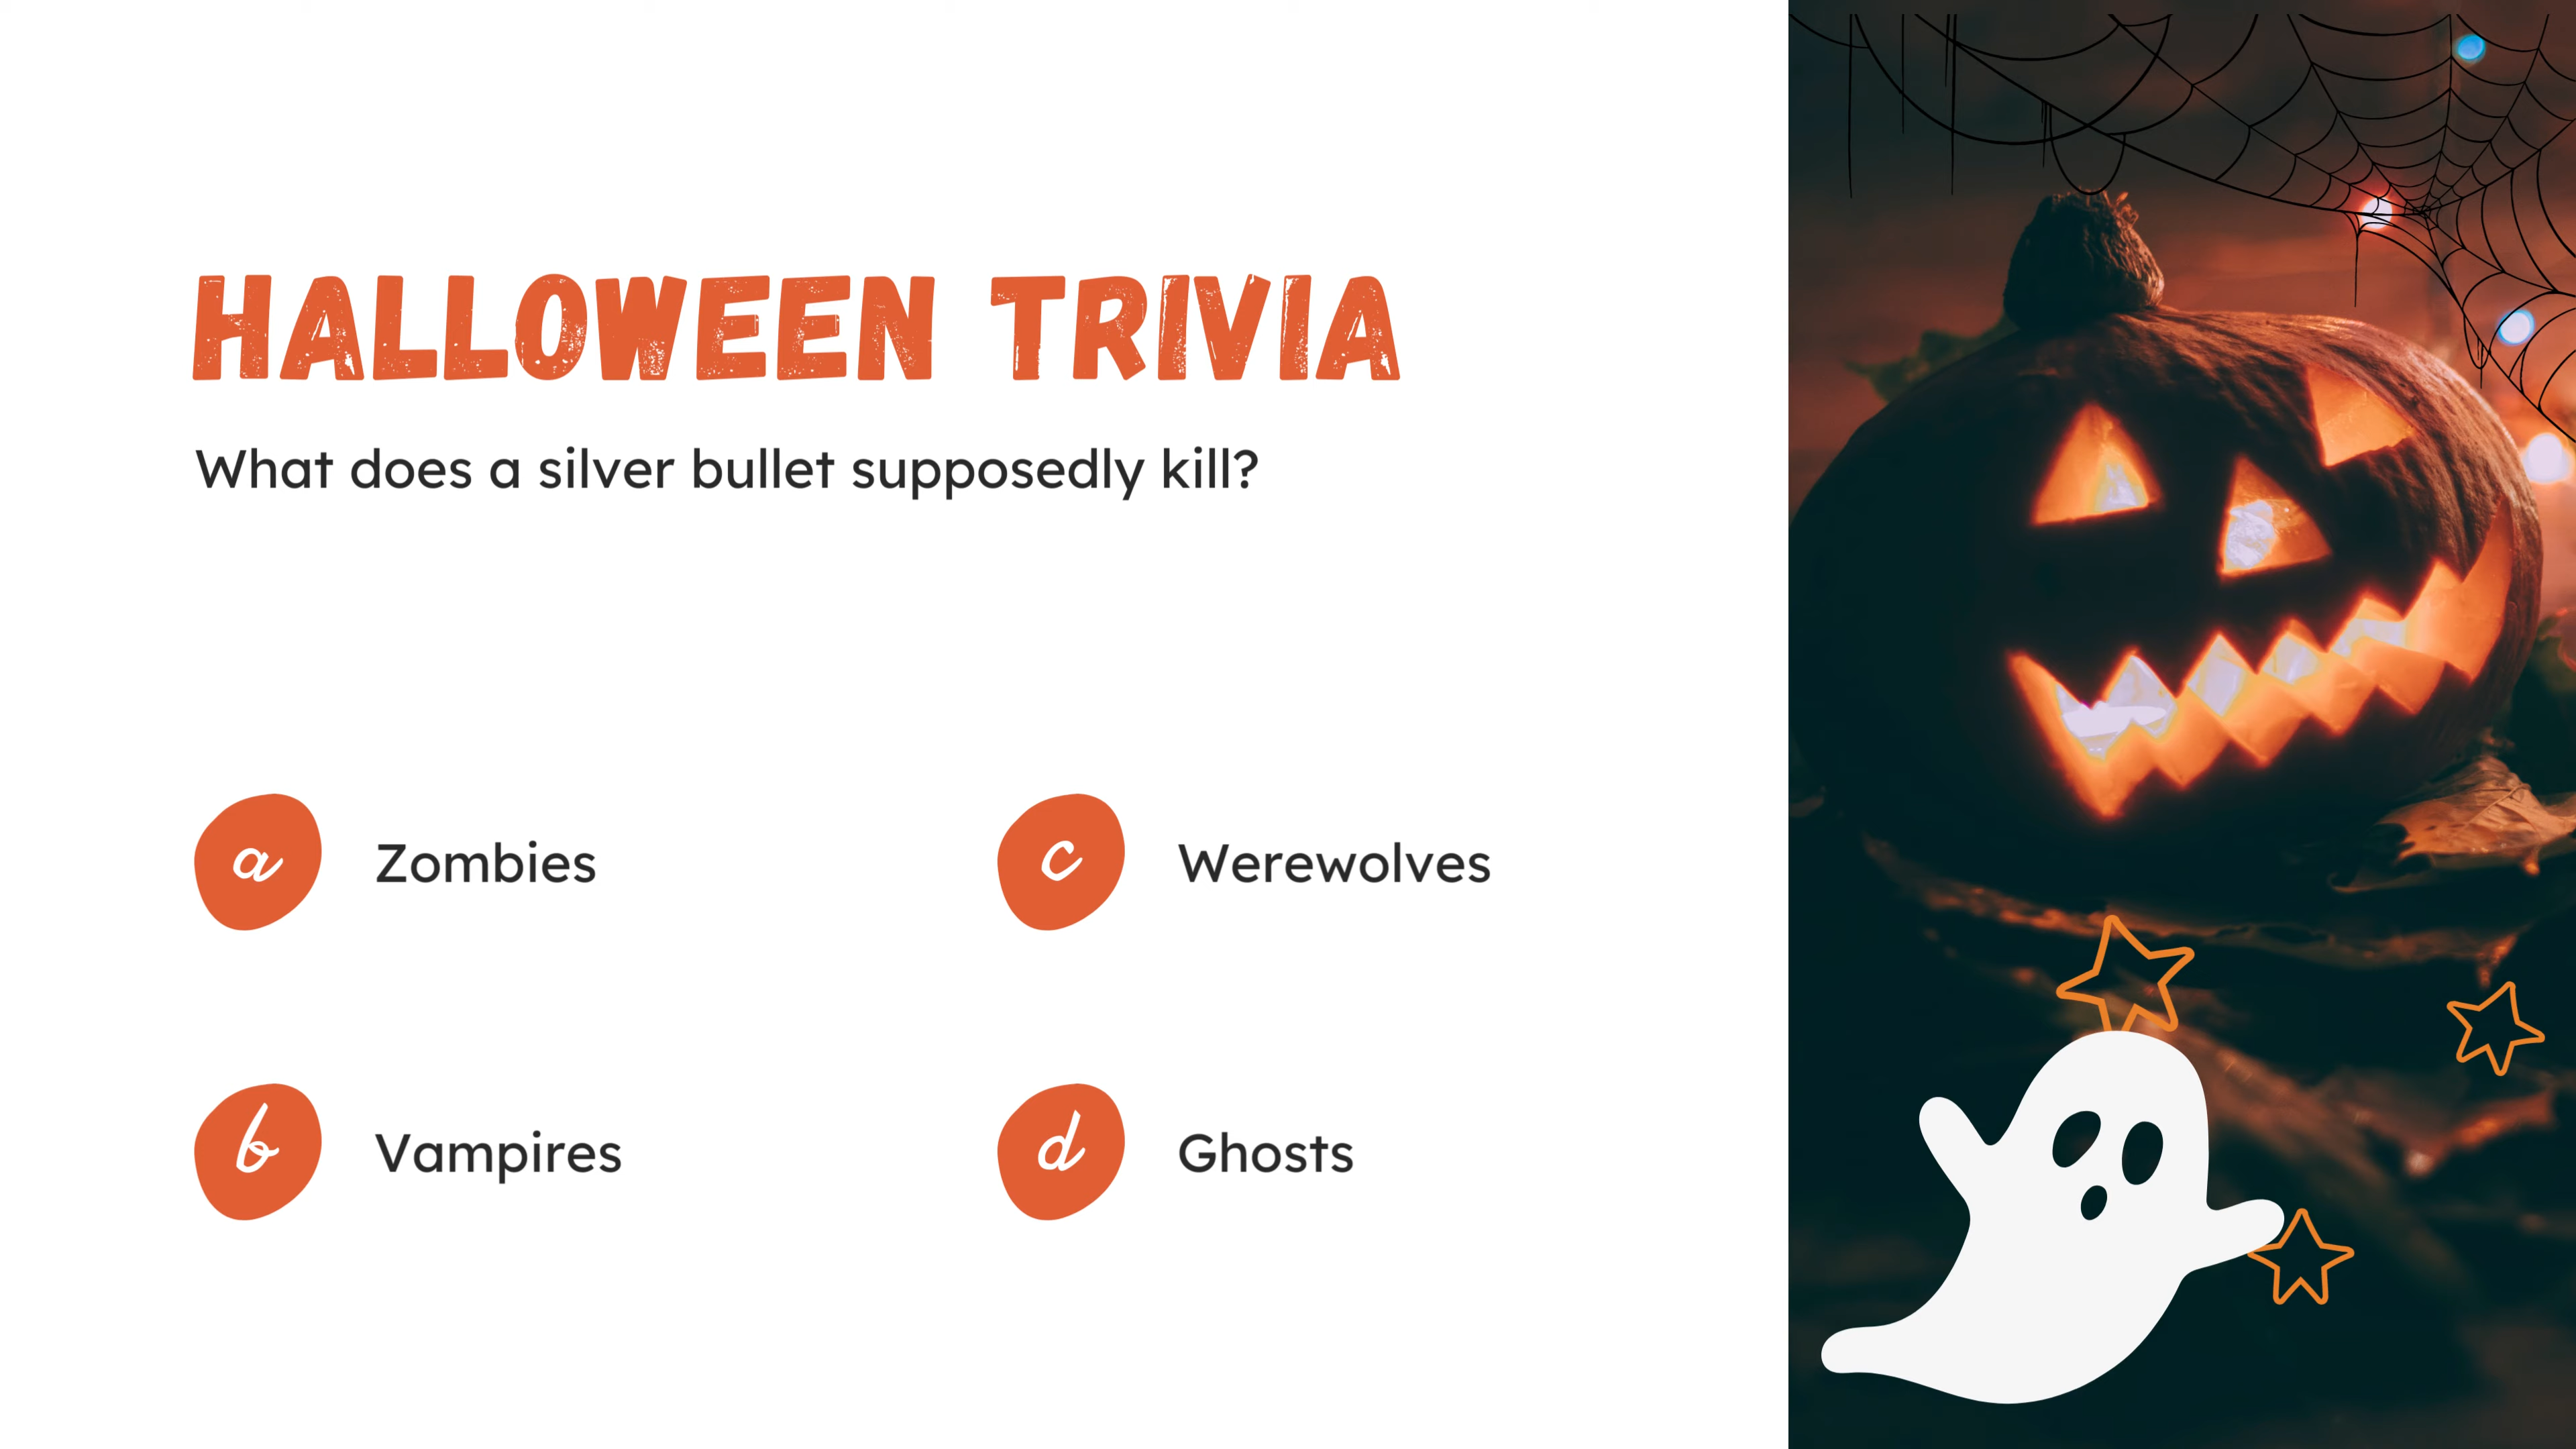 HALLOWEEN TRIVIA
What does a silver bullet supposedly kill?
a Zombies
b Vampires
c Werewolves
d Ghosts